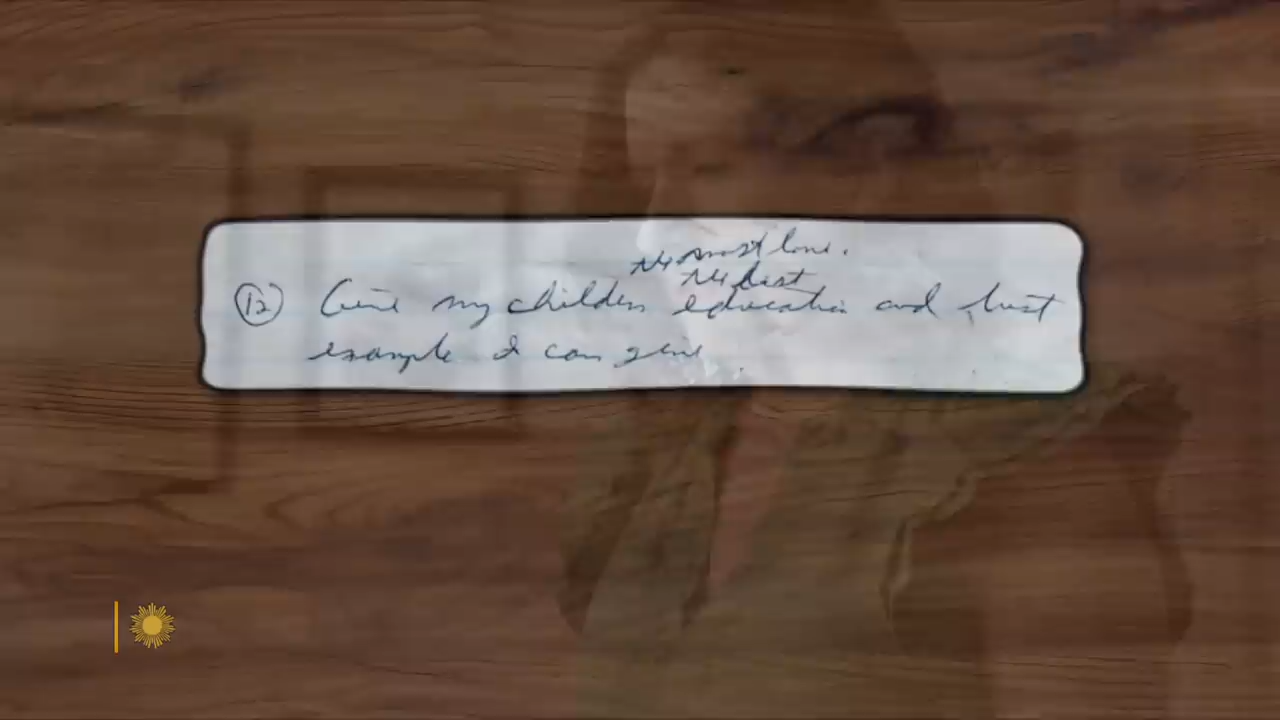 the most love.
the best
(12) Give my children education and best
example I can give.